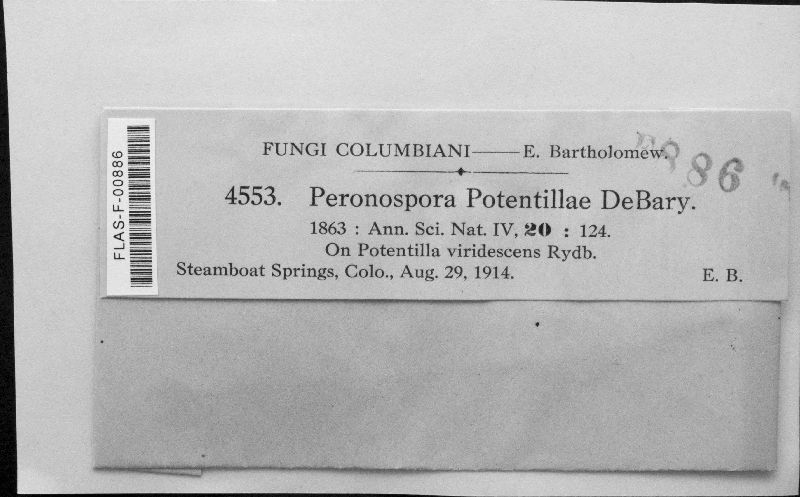 FUNGI COLUMBIANI——E. Bartholomew.
4553. Peronospora Potentillae DeBary.
1863 : Ann. Sci. Nat. IV, 20 : 124.
On Potentilla viridescens Rydb.
Steamboat Springs, Colo., Aug. 29, 1914. E. B.
FLAS-F-00886
886